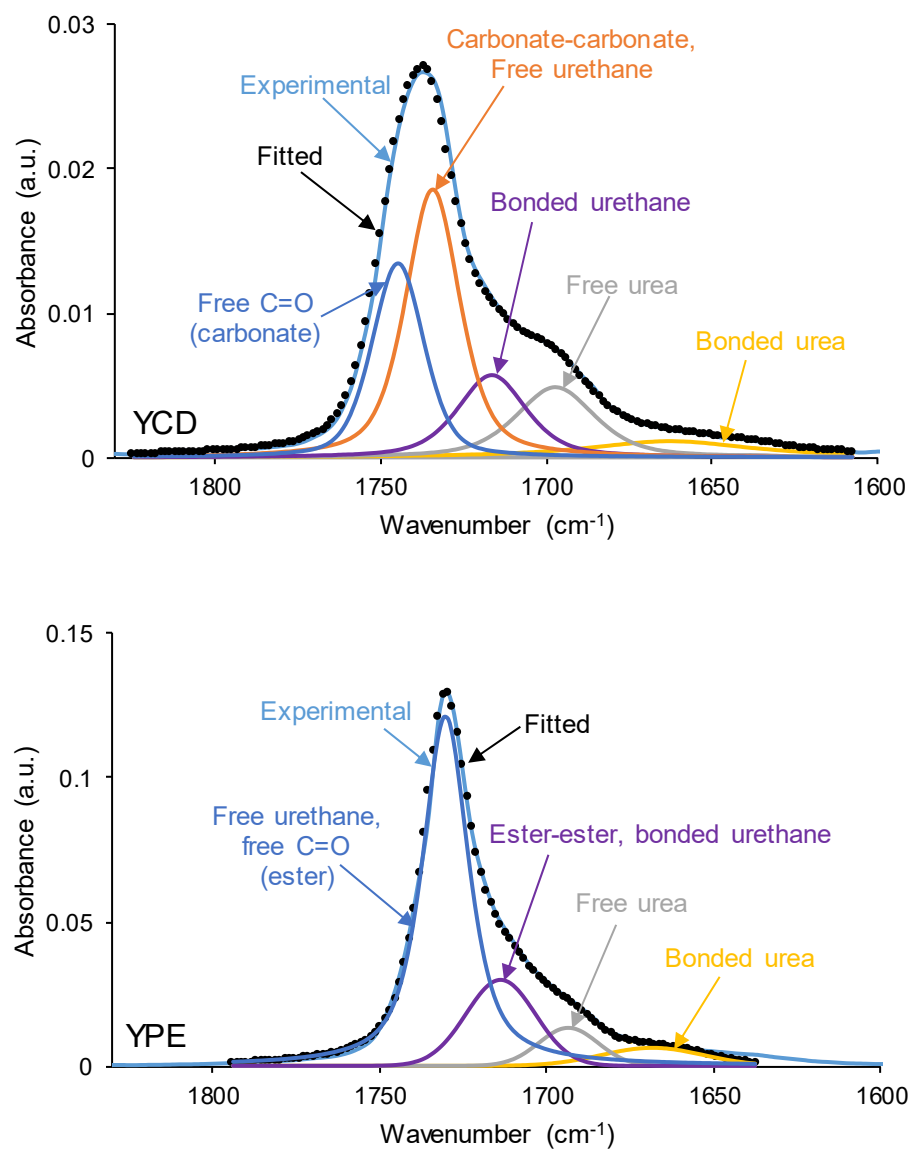 0.03
Carbonate-carbonate,
Free urethane
Experimental
Fitted
0.02
Bonded urethane
Free urea
Free C=O
(carbonate)
Bonded urea
0.01
Absorbance (a.u.)
YCD
0
1800 1750 1700 1650 1600
Wavenumber (cm-1)
0.15
Experimental
Fitted
0.1
Free urethane,
free C=O
(ester)
Ester-ester, bonded urethane
Free urea
Bonded urea
0.05
Absorbance (a.u.)
YPE
0
1800 1750 1700 1650 1600
Wavenumber (cm-1)